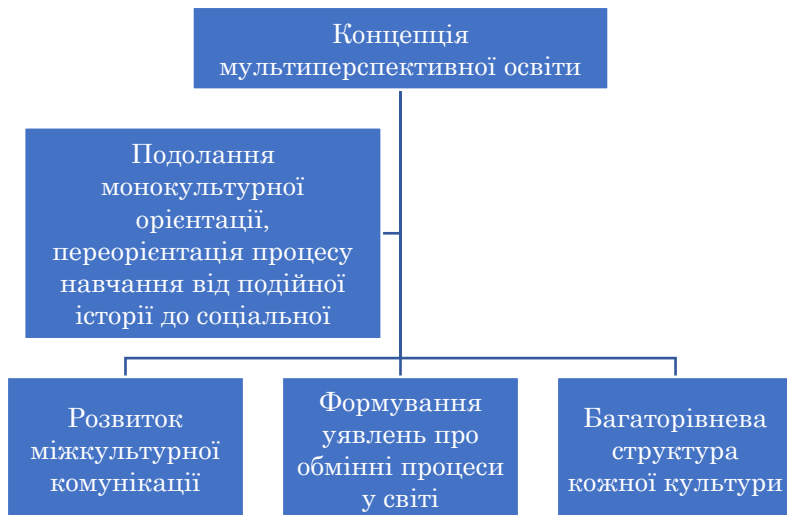 Концепція
мультиперспективної освіти
Подолання
монокультурної
орієнтації,
переорієнтація процесу
навчання від подійної
історії до соціальної
Розвиток
міжкультурної
комунікації
Формування
уявлень про
обмінні процеси
у світі
Багаторівнева
структура
кожної культури